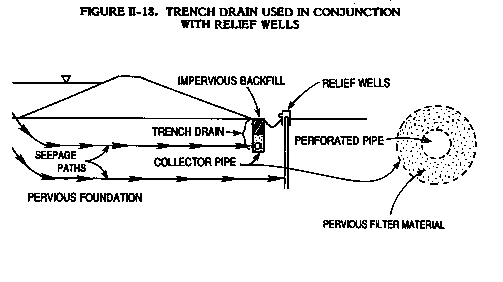 FIGURE II-18. TRENCH DRAIN USED IN CONJUNCTION
WITH RELIEF WELLS
IMPERVIOUS BACKFILL
RELIEF WELLS
TRENCH DRAIN
PERFORATED PIPE
SEEPAGE
PATHS
COLLECTOR PIPE
PERVIOUS FOUNDATION
PERVIOUS FILTER MATERIAL